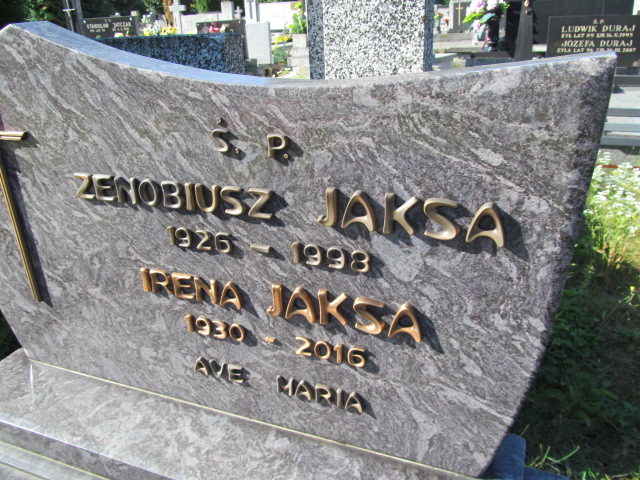 Ś. P.
ZENOBIUSZ JAKSA
1926 - 1998
IRENA JAKSA
1930 - 2016
AVE MARIA
Ś P
LUDWIK DURAJ
JÓZEFA DURAJ